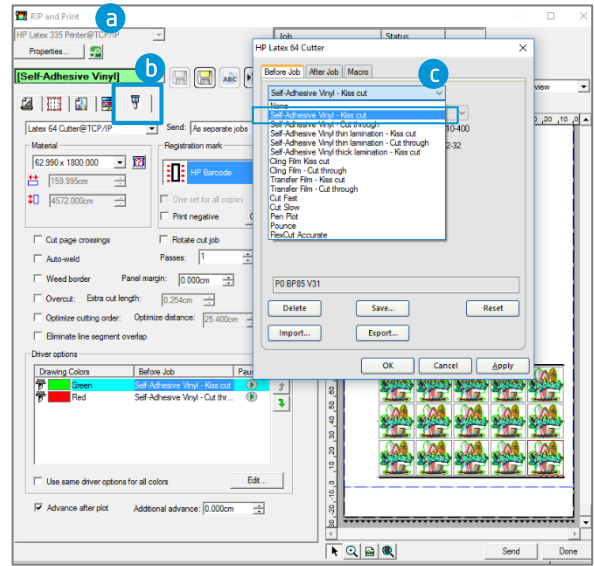 RIP and Print
a
HP Latex 335 Printer@TCP/IP
Job
Status
Properties...
b
[Self-Adhesive Vinyl]
ABC
view
Latex 64 Cutter@TCP/IP
Send:
As separate jobs
Material
Registration mark
62.990 x 1800.000
HP Barcode
159.995cm
4572.000cm
One set for all copies
Print negative
Cut page crossings
Rotate cut job
Auto-weld
Passes:
1
Weed border
Panel margin:
0.000cm
Overcut:
Extra cut length:
0.254cm
Optimize cutting order:
Optimize distance:
25.400cm
Eliminate line segment overlap
Driver options
Drawing Colors
Before Job
Pau
Green
Self-Adhesive Vinyl - Kiss cut
Red
Self-Adhesive Vinyl - Cut thr...
Use same driver options for all colors
Edit...
Advance after plot
Additional advance:
0.000cm
HP Latex 64 Cutter
c
Before Job
After Job
Macro
Self-Adhesive Vinyl - Kiss cut
None
Self-Adhesive Vinyl - Kiss cut
Self-Adhesive Vinyl - Cut through
Self-Adhesive Vinyl thin lamination - Kiss cut
Self-Adhesive Vinyl thin lamination - Cut through
Self-Adhesive Vinyl thick lamination - Kiss cut
Cling Film Kiss cut
Cling Film - Cut through
Transfer Film - Kiss cut
Transfer Film - Cut through
Cut Fast
Cut Slow
Pen Plot
Pounce
FlexCut Accurate
10-400
2-32
P0 BP85 V31
Delete
Save...
Reset
Import...
Export...
OK
Cancel
Apply
Send
Done